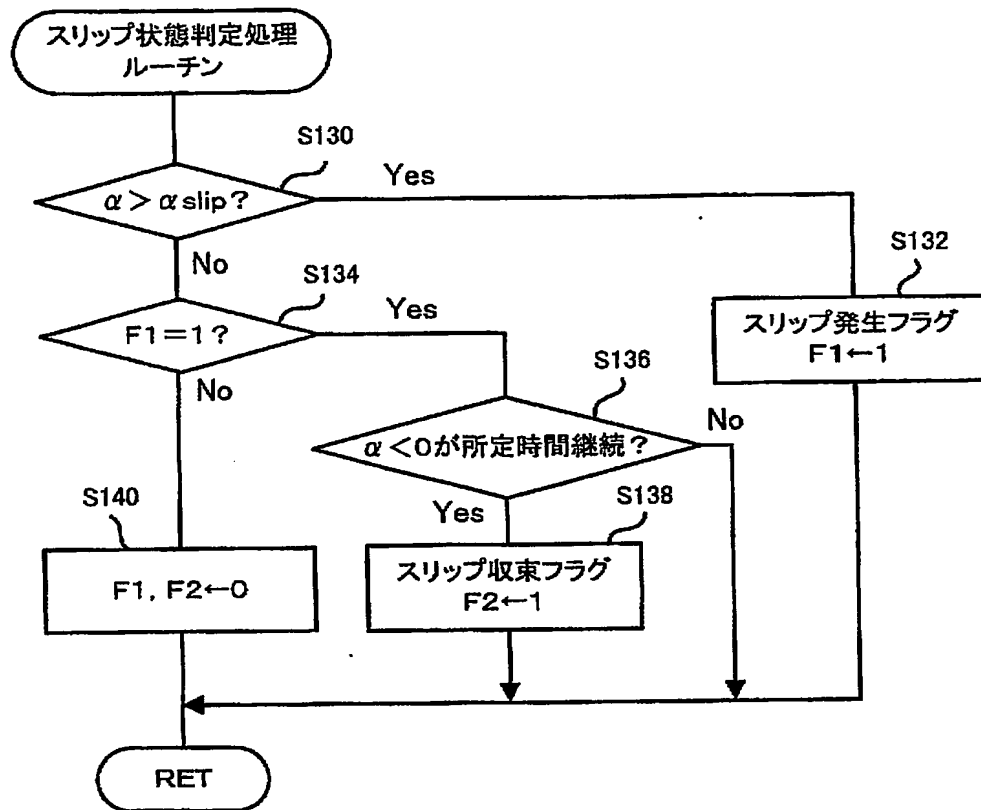 スリップ状態判定処理
ルーチン
S130
α>αslip?
Yes
No
S132
スリップ発生フラグ
F1←1
S134
F1=1?
Yes
No
S136
α<0が所定時間継続?
No
Yes
S138
スリップ収束フラグ
F2←1
S140
F1, F2←0
RET